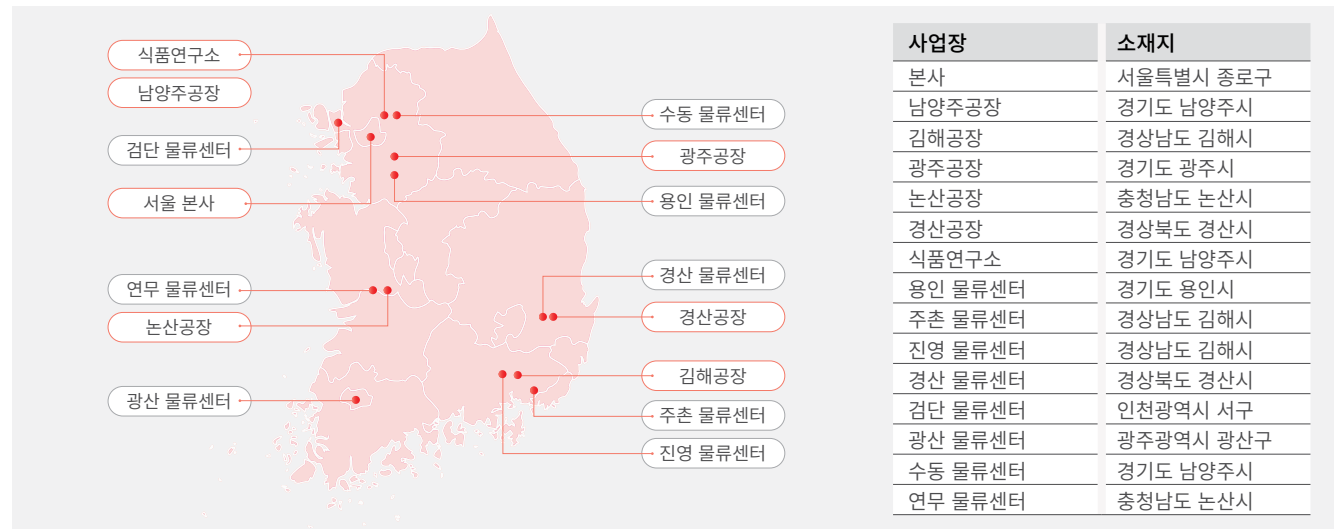 식품연구소
남양주공장
검단 물류센터
서울 본사
연무 물류센터
논산공장
광산 물류센터
수동 물류센터
광주공장
용인 물류센터
경산 물류센터
경산공장
김해공장
주촌 물류센터
진영 물류센터
사업장 소재지
본사 서울특별시 종로구
남양주공장 경기도 남양주시
김해공장 경상남도 김해시
광주공장 경기도 광주시
논산공장 충청남도 논산시
경산공장 경상북도 경산시
식품연구소 경기도 남양주시
용인 물류센터 경기도 용인시
주촌 물류센터 경상남도 김해시
진영 물류센터 경상남도 김해시
경산 물류센터 경상북도 경산시
검단 물류센터 인천광역시 서구
광산 물류센터 광주광역시 광산구
수동 물류센터 경기도 남양주시
연무 물류센터 충청남도 논산시